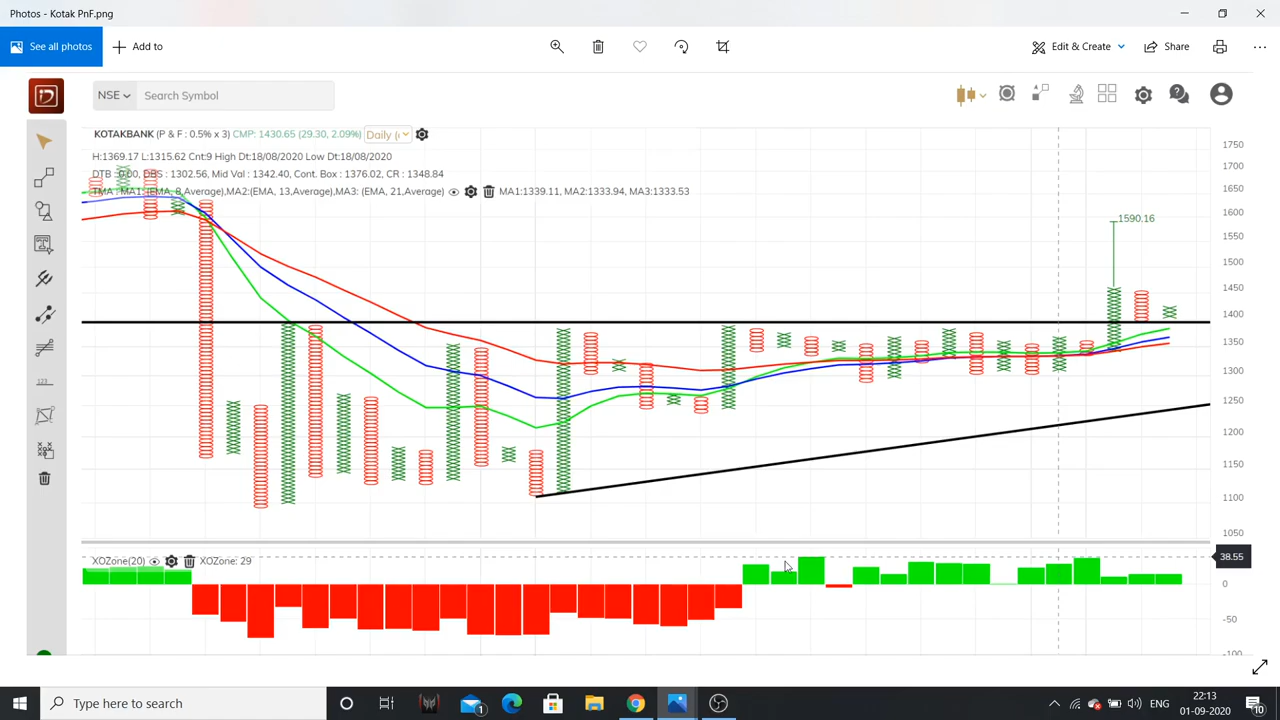 Photos - Kotak PnF.png
See all photos
Add to
Edit & Create
Share
NSE
Search Symbol
KOTAKBANK (P & F : 0.5% x 3) CMP: 1430.65 (29.30, 2.09%) Daily (
H:1369.17 L:1315.62 Cnt:9 High Dt:18/08/2020 Low Dt:18/08/2020
DTB : 0.00, DBS : 1302.56, Mid Val : 1342.40, Cont. Box : 1376.02, CR : 1348.84
TMA : MA1: (EMA, 8,Average),MA2:(EMA, 13,Average),MA3: (EMA, 21,Average) MA1:1339.11, MA2:1333.94, MA3:1333.53
1590.16
1750
1700
1650
1600
1550
1500
1450
1400
1350
1300
1250
1200
1150
1100
1050
XOZone(20) XOZone: 29
38.55
0
-50
-100
123
Type here to search
1
ENG
22:13
01-09-2020
10